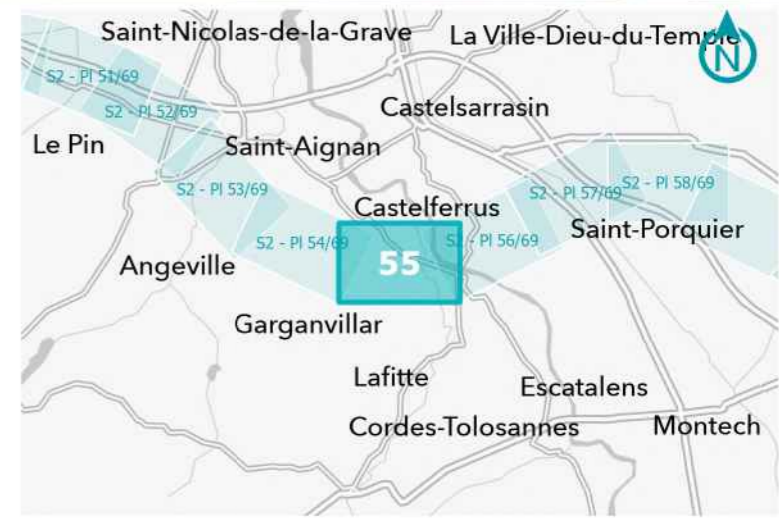 Saint-Nicolas-de-la-Grave
La Ville-Dieu-du-Temple
N
S2 - Pl 51/69
S2 - Pl 52/69
Castelsarrasin
Le Pin
Saint-Aignan
S2 - Pl 53/69
S2 - Pl 57/69
S2 - Pl 58/69
Castelferrus
Saint-Porquier
S2 - Pl 54/69
55
S2 - Pl 56/69
Angeville
Garganvillar
Lafitte
Escatalens
Cordes-Tolosannes
Montech